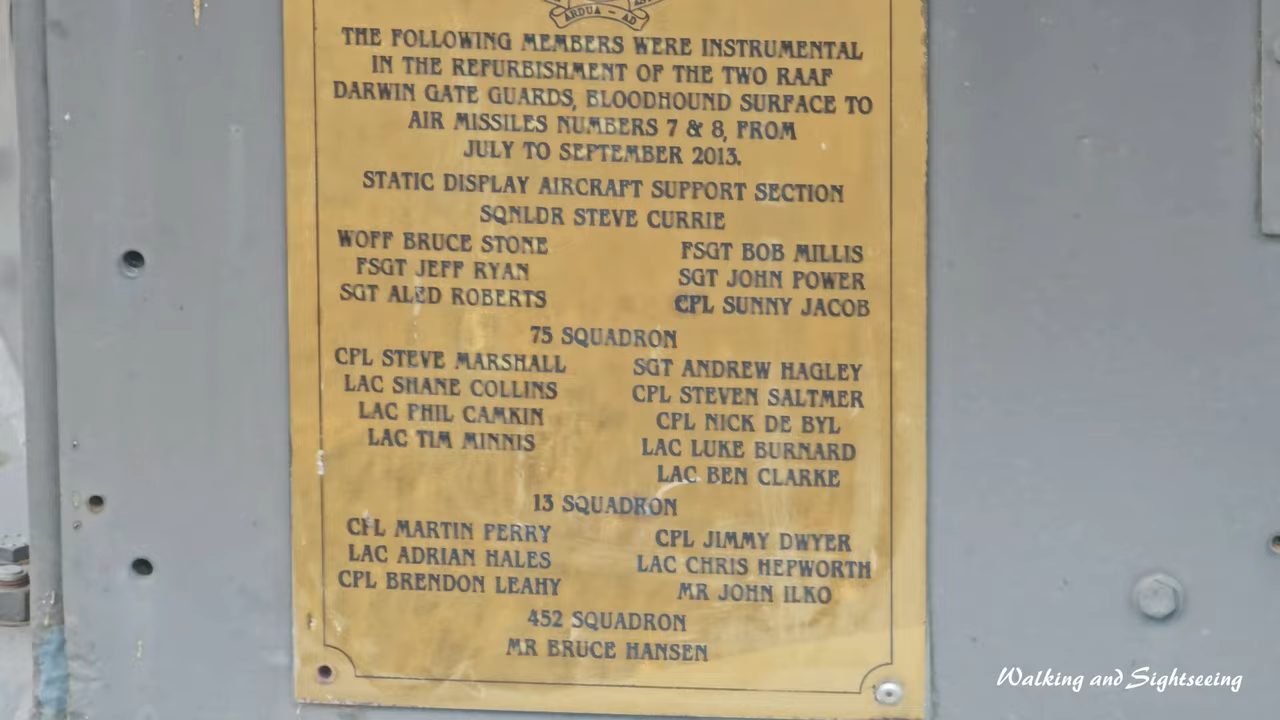 ARDUA - AD
THE FOLLOWING MEMBERS WERE INSTRUMENTAL
IN THE REFURBISHMENT OF THE TWO RAAF
DARWIN GATE GUARDS, BLOODHOUND SURFACE TO
AIR MISSILES NUMBERS 7 & 8, FROM
JULY TO SEPTEMBER 2013.
STATIC DISPLAY AIRCRAFT SUPPORT SECTION
SQNLDR STEVE CURRIE
WOFF BRUCE STONE FSGT BOB MILLIS
FSGT JEFF RYAN SGT JOHN POWER
SGT ALED ROBERTS CPL SUNNY JACOB
75 SQUADRON
CPL STEVE MARSHALL SGT ANDREW HAGLEY
LAC SHANE COLLINS CPL STEVEN SALTMER
LAC PHIL CAMKIN CPL NICK DE BYL
LAC TIM MINNIS LAC LUKE BURNARD
LAC BEN CLARKE
13 SQUADRON
CPL MARTIN PERRY CPL JIMMY DWYER
LAC ADRIAN HALES LAC CHRIS HEPWORTH
CPL BRENDON LEAHY MR JOHN ILKO
452 SQUADRON
MR BRUCE HANSEN
Walking and Sightseeing